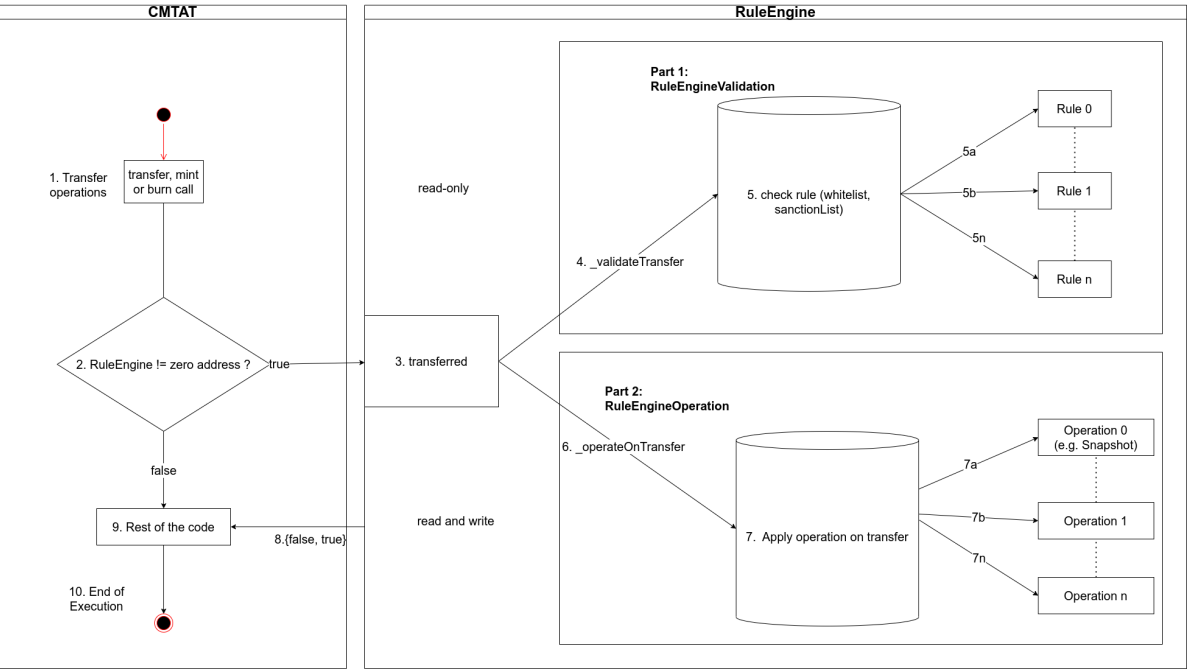 CMTAT
RuleEngine
1. Transfer
operations
transfer, mint
or burn call
2. RuleEngine != zero address ?
true
false
9. Rest of the code
8.{false, true}
10. End of
Execution
read-only
3. transferred
read and write
4. _validateTransfer
6. _operateOnTransfer
Part 1:
RuleEngineValidation
5. check rule (whitelist,
sanctionList)
5a
5b
5n
Rule 0
Rule 1
Rule n
Part 2:
RuleEngineOperation
7. Apply operation on transfer
7a
7b
7n
Operation 0
(e.g. Snapshot)
Operation 1
Operation n